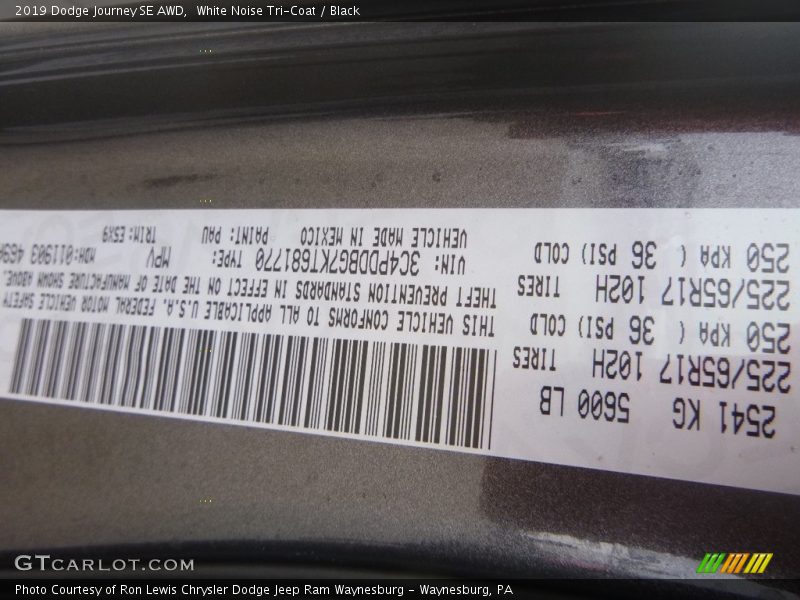 2019 Dodge Journey SE AWD, White Noise Tri-Coat / Black
2541 KG 5600 LB
225/65R17 102H TIRES
250 KPA ( 36 PSI) COLD
225/65R17 102H TIRES
250 KPA ( 36 PSI) COLD
THIS VEHICLE CONFORMS TO ALL APPLICABLE U.S.A. FEDERAL MOTOR VEHICLE SAFETY
THEFT PREVENTION STANDARDS IN EFFECT ON THE DATE OF MANUFACTURE SHOWN ABOVE.
VIN: 3C4PDDBG7KT681770 TYPE: MPV MDH:011903
VEHICLE MADE IN MEXICO PAINT: PAU TRIM: E5X9
GTCARLOT.COM
Photo Courtesy of Ron Lewis Chrysler Dodge Jeep Ram Waynesburg - Waynesburg, PA